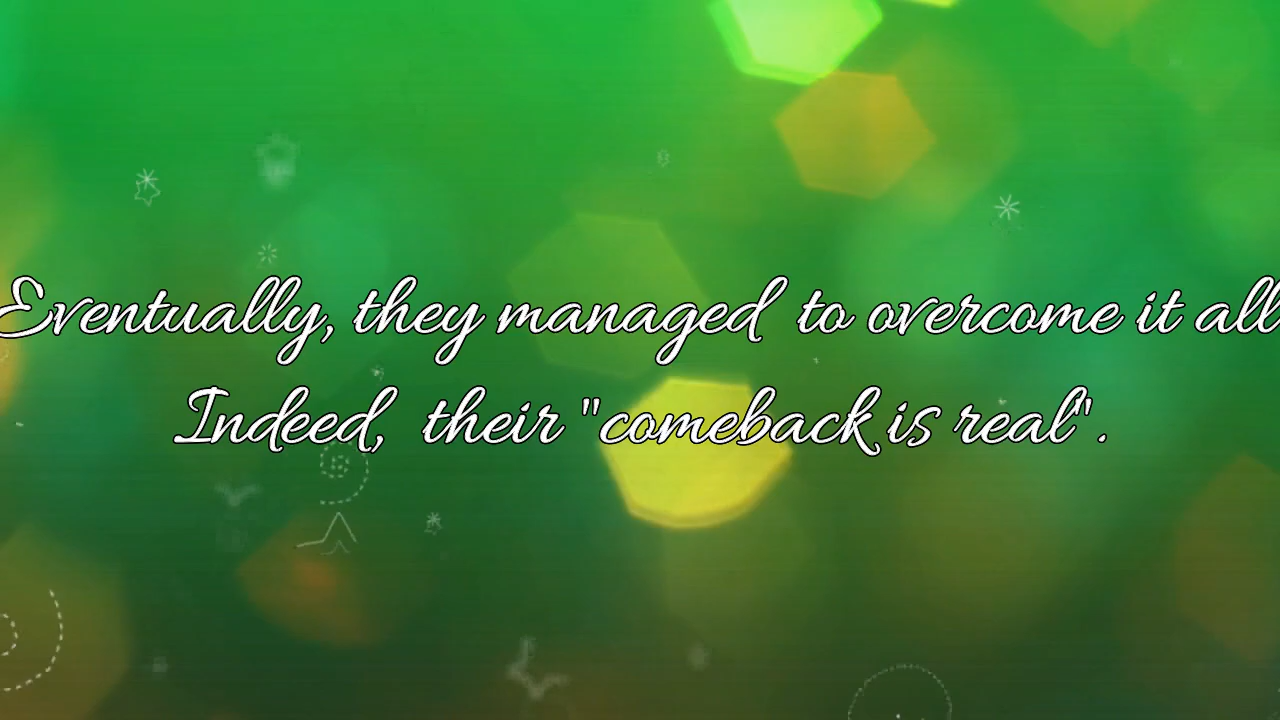 Eventually, they managed to overcome it all
Indeed, their "comeback is real".